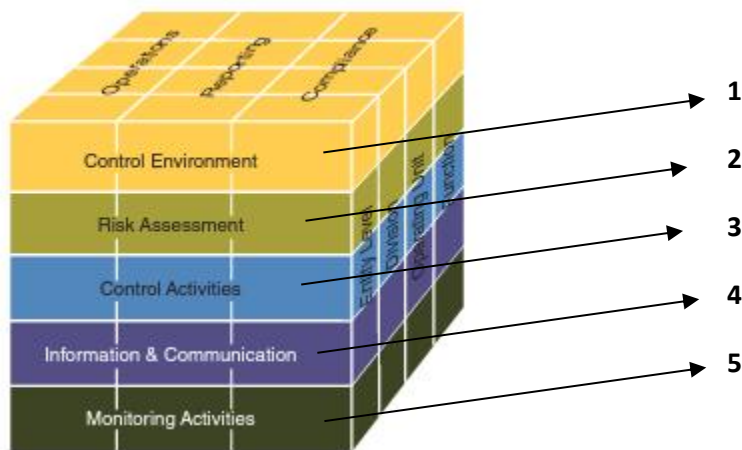 Operations
Reporting
Compliance
Control Environment
1
Risk Assessment
2
Control Activities
3
Information & Communication
4
Monitoring Activities
5
Entity Level
Division
Operating Unit
Function